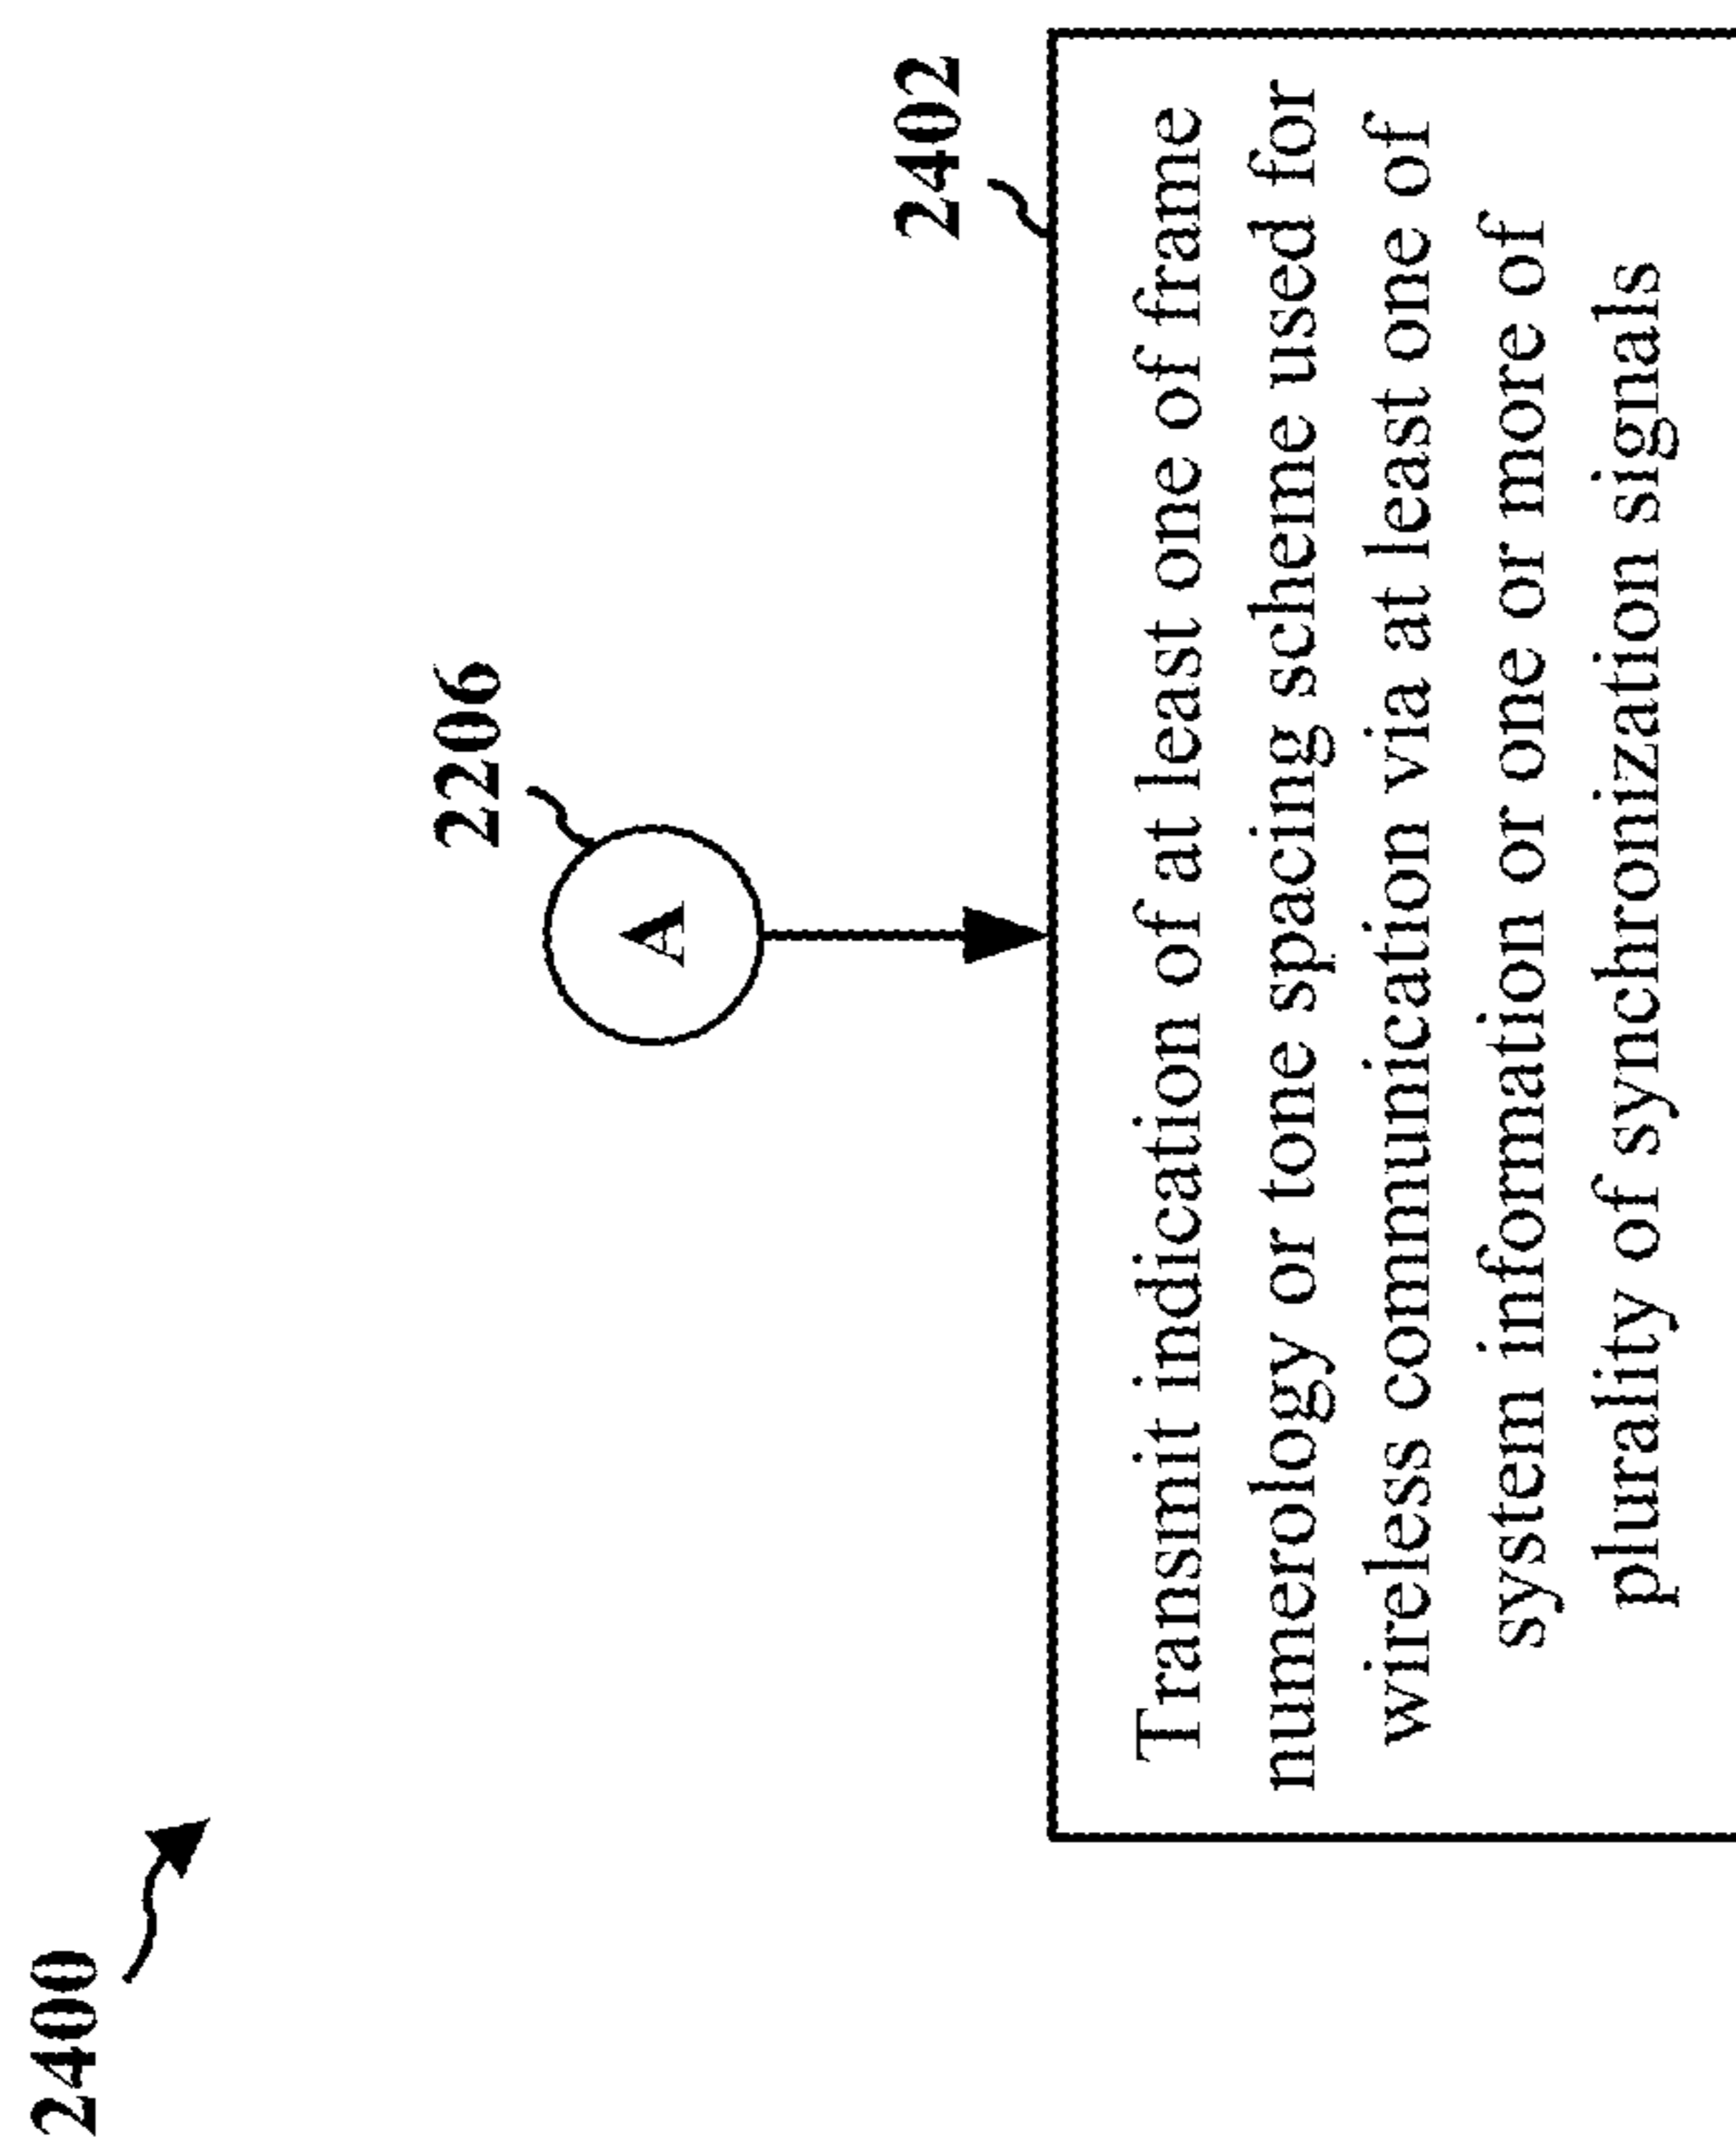 2400
2206
A
2402
Transmit indication of at least one of frame
numerology or tone spacing scheme used for
wireless communication via at least one of
system information or one or more of
plurality of synchronization signals